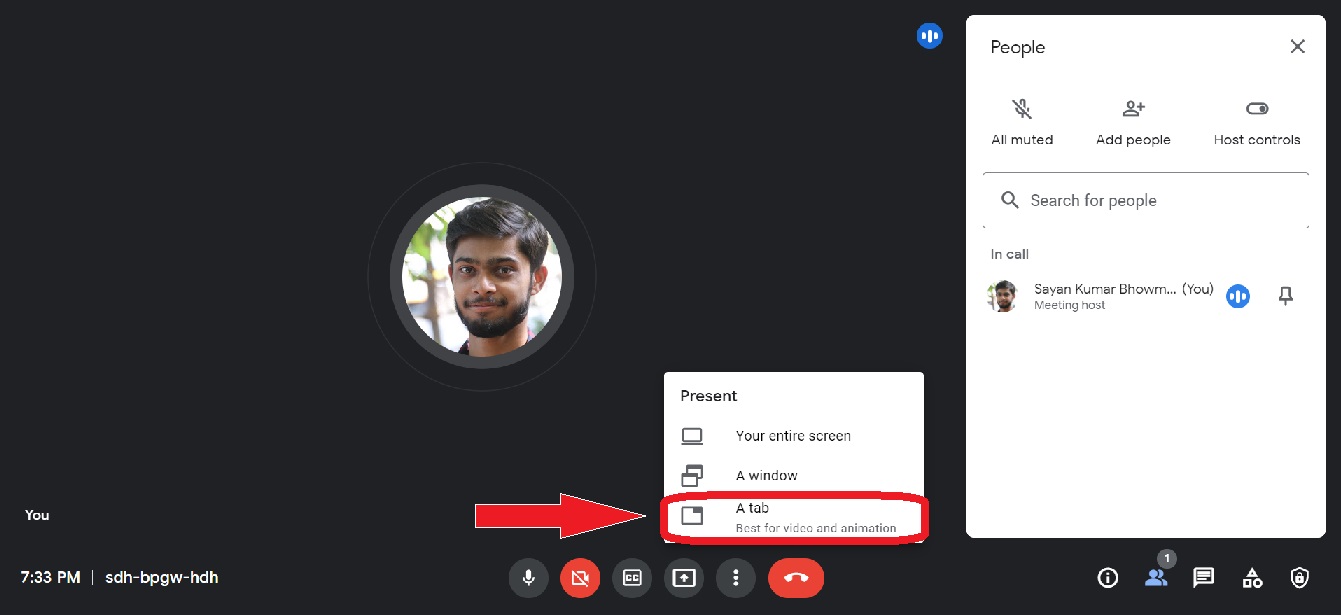 People
All muted
Add people
Host controls
Search for people
In call
Sayan Kumar Bhowm... (You)
Meeting host
Present
Your entire screen
A window
A tab
Best for video and animation
You
7:33 PM | sdh-bpgw-hdh
CC
1